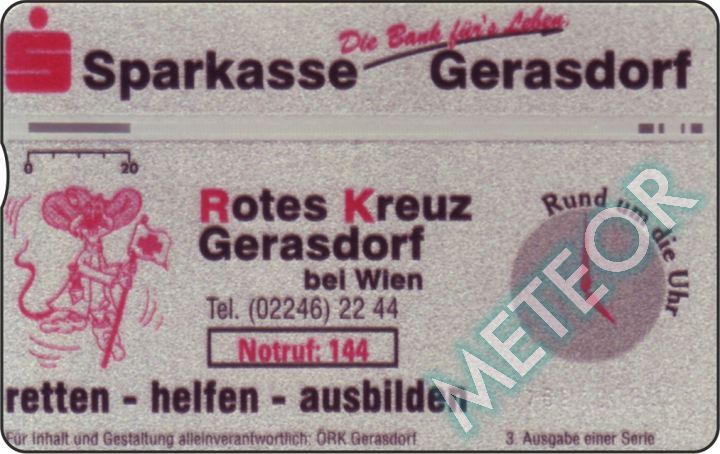 Die Bank für's Leben.
Sparkasse Gerasdorf
0 20
Rotes Kreuz
Gerasdorf
bei Wien
Tel. (02246) 22 44
Notruf: 144
Rund um die Uhr
retten - helfen - ausbilden
Für Inhalt und Gestaltung alleinverantwortlich: ÖRK Gerasdorf
3. Ausgabe einer Serie
METEOR